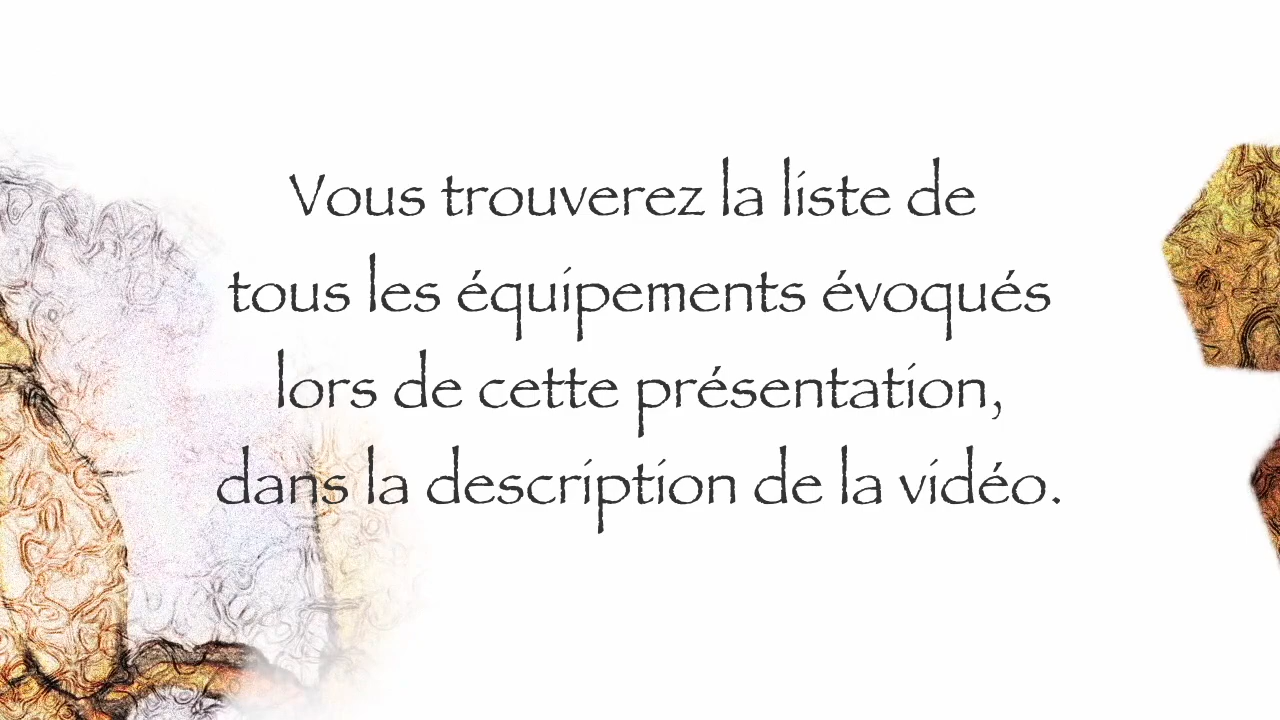 Vous trouverez la liste de
tous les équipements évoqués
lors de cette présentation,
dans la description de la vidéo.